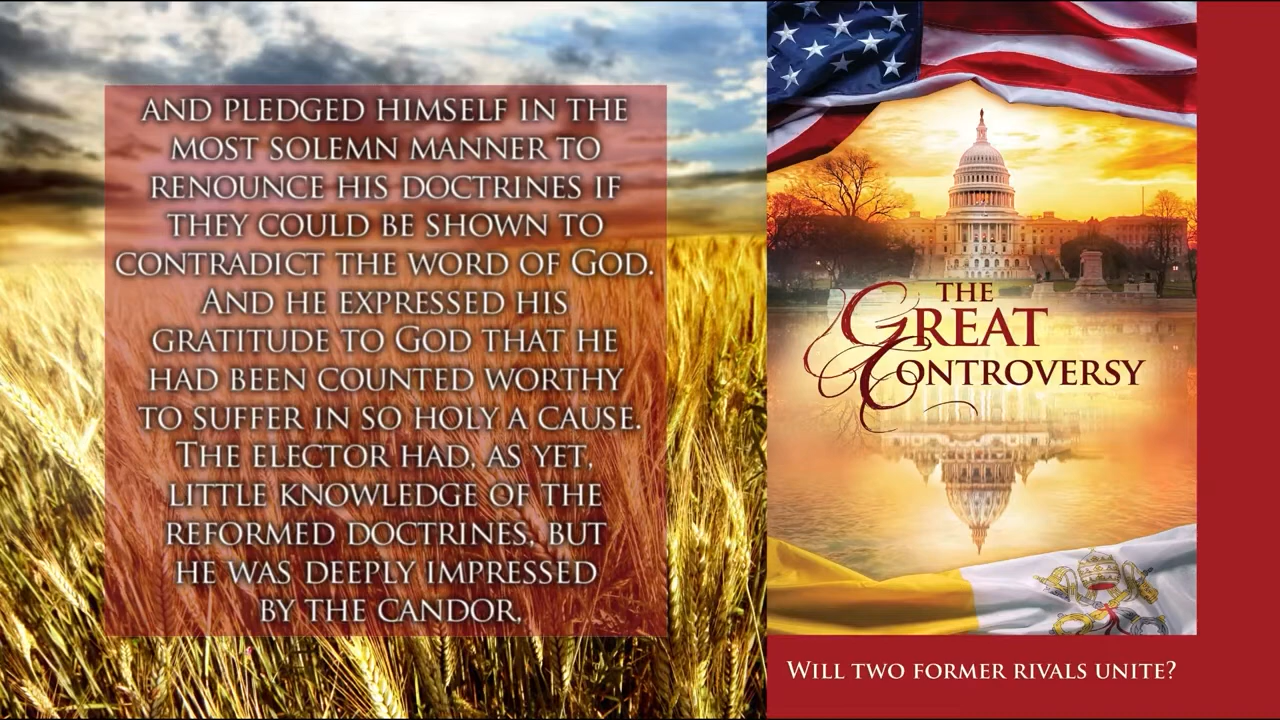 AND PLEDGED HIMSELF IN THE
MOST SOLEMN MANNER TO
RENOUNCE HIS DOCTRINES IF
THEY COULD BE SHOWN TO
CONTRADICT THE WORD OF GOD.
AND HE EXPRESSED HIS
GRATITUDE TO GOD THAT HE
HAD BEEN COUNTED WORTHY
TO SUFFER IN SO HOLY A CAUSE.
THE ELECTOR HAD, AS YET,
LITTLE KNOWLEDGE OF THE
REFORMED DOCTRINES, BUT
HE WAS DEEPLY IMPRESSED
BY THE CANDOR,
THE
GREAT
CONTROVERSY
WILL TWO FORMER RIVALS UNITE?